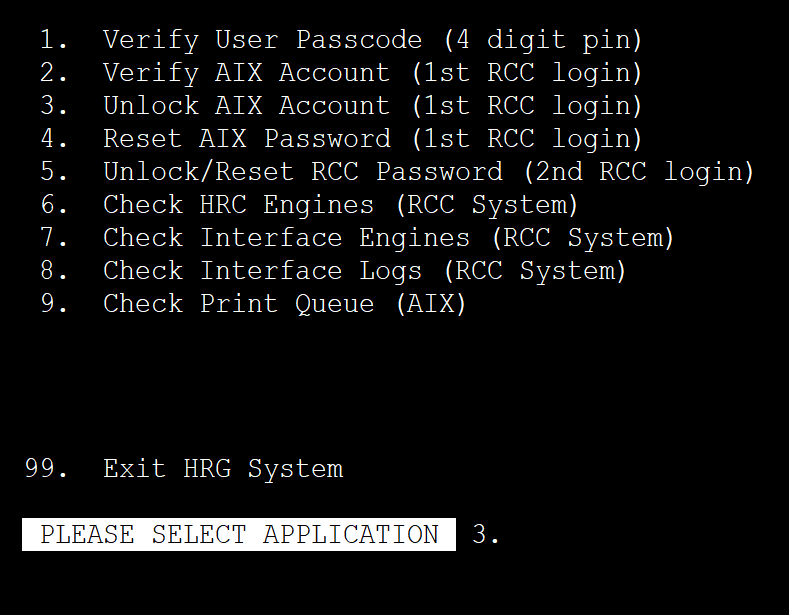 1. Verify User Passcode (4 digit pin)
2. Verify AIX Account (1st RCC login)
3. Unlock AIX Account (1st RCC login)
4. Reset AIX Password (1st RCC login)
5. Unlock/Reset RCC Password (2nd RCC login)
6. Check HRC Engines (RCC System)
7. Check Interface Engines (RCC System)
8. Check Interface Logs (RCC System)
9. Check Print Queue (AIX)
99. Exit HRG System
PLEASE SELECT APPLICATION 3.